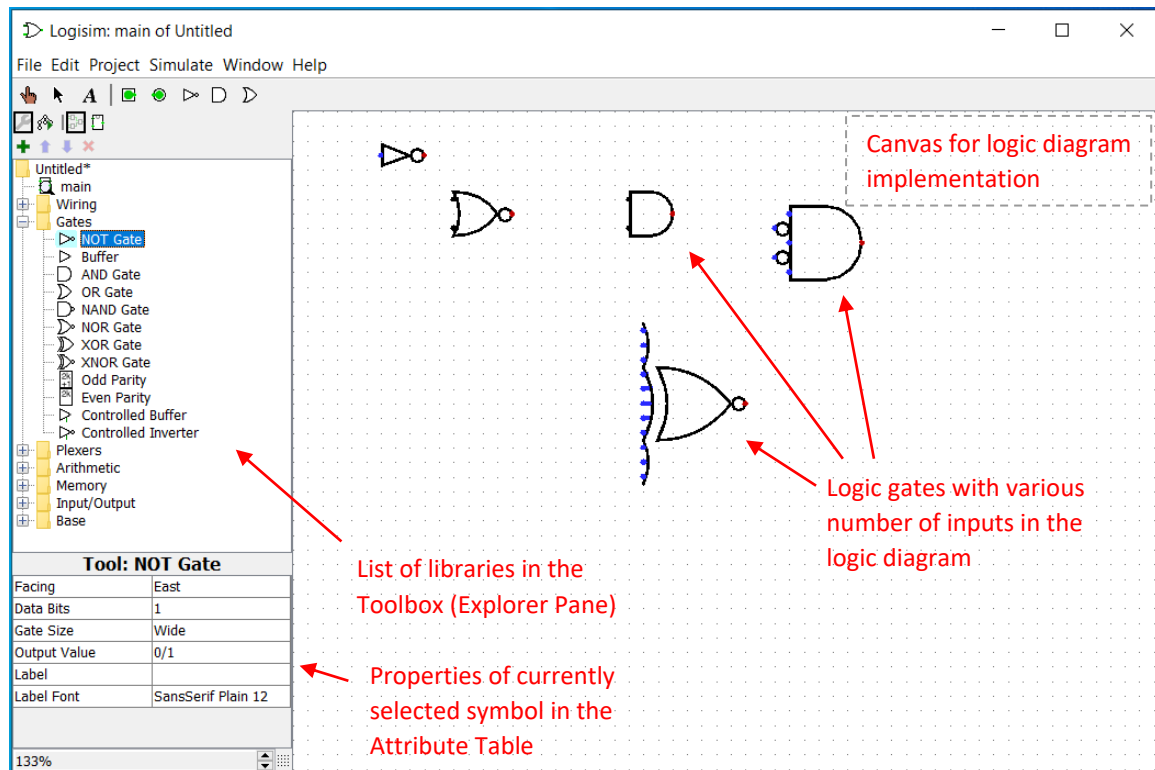 Logisim: main of Untitled
File Edit Project Simulate Window Help
A
Untitled*
main
Wiring
Gates
NOT Gate
Buffer
AND Gate
OR Gate
NAND Gate
NOR Gate
XOR Gate
XNOR Gate
Odd Parity
Even Parity
Controlled Buffer
Controlled Inverter
Plexers
Arithmetic
Memory
Input/Output
Base
Tool: NOT Gate
Facing East
Data Bits 1
Gate Size Wide
Output Value 0/1
Label
Label Font SansSerif Plain 12
133%
Canvas for logic diagram
implementation
Logic gates with various
number of inputs in the
logic diagram
List of libraries in the
Toolbox (Explorer Pane)
Properties of currently
selected symbol in the
Attribute Table